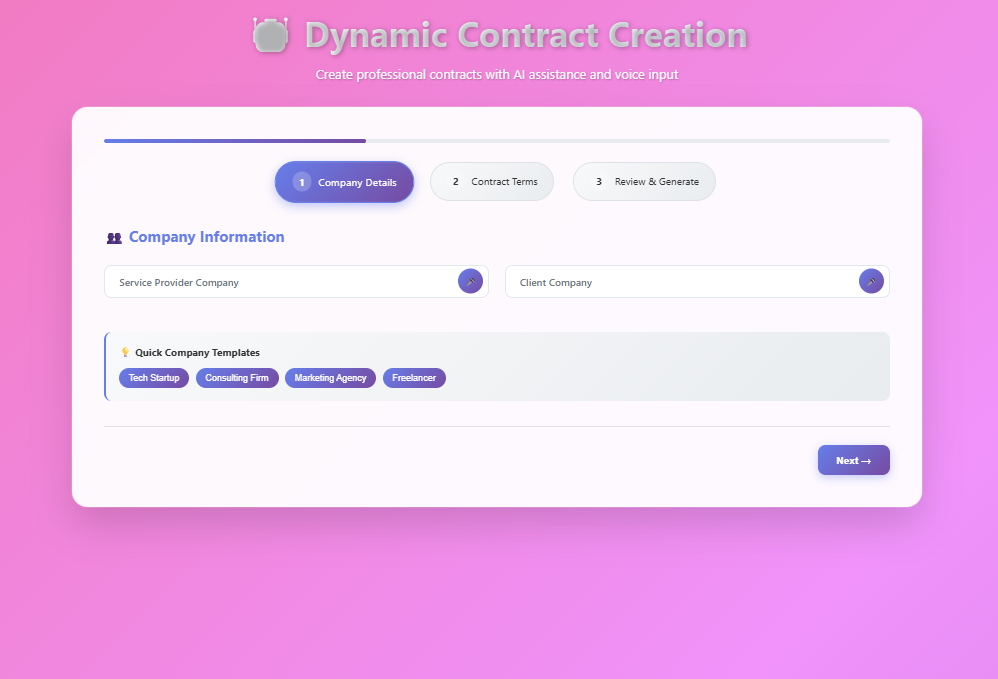 Dynamic Contract Creation
Create professional contracts with AI assistance and voice input
1 Company Details
2 Contract Terms
3 Review & Generate
Company Information
Service Provider Company
Client Company
Quick Company Templates
Tech Startup
Consulting Firm
Marketing Agency
Freelancer
Next →